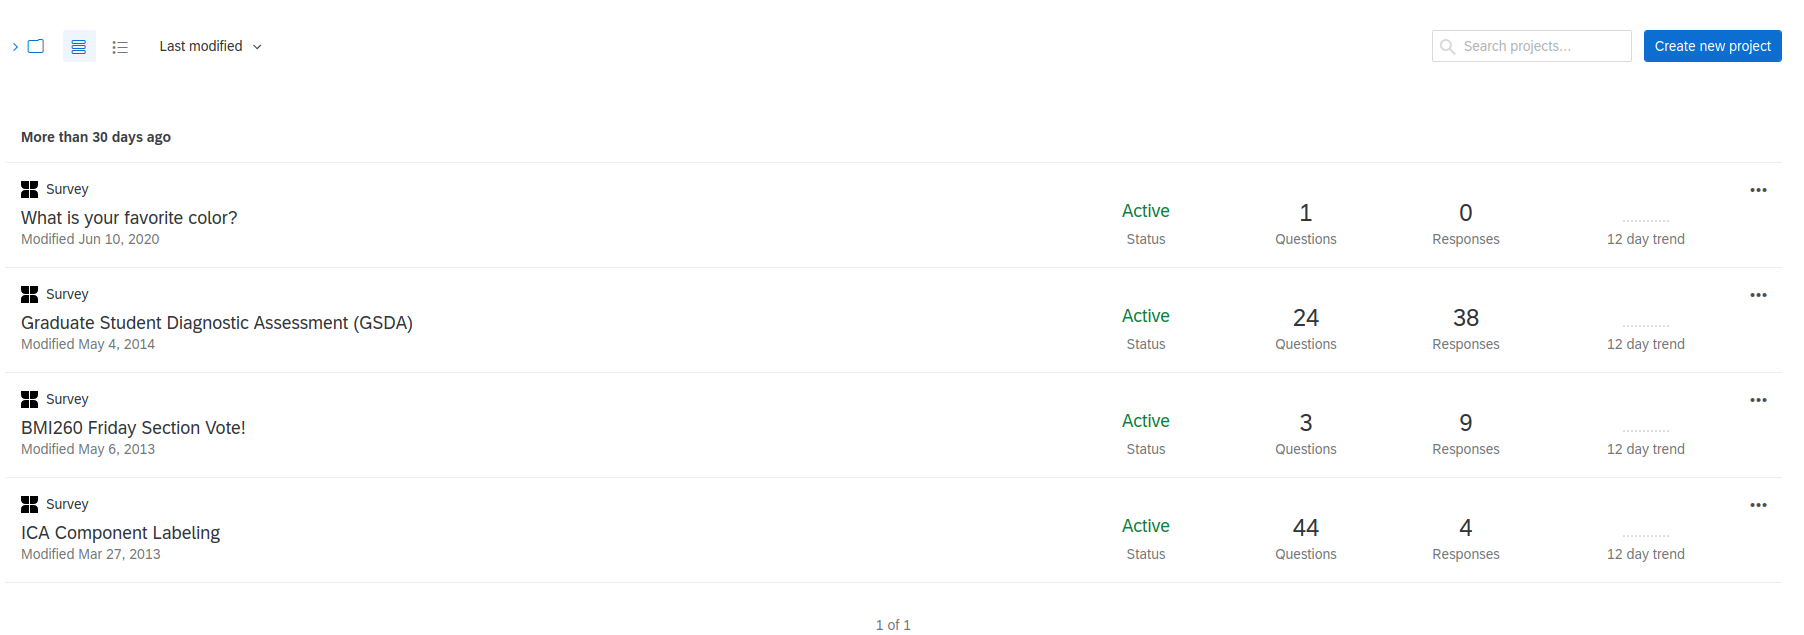 Last modified
Search projects...
Create new project
More than 30 days ago
Survey
What is your favorite color?
Modified Jun 10, 2020
Active
Status
1
Questions
0
Responses
12 day trend
Survey
Graduate Student Diagnostic Assessment (GSDA)
Modified May 4, 2014
Active
Status
24
Questions
38
Responses
12 day trend
Survey
BMI260 Friday Section Vote!
Modified May 6, 2013
Active
Status
3
Questions
9
Responses
12 day trend
Survey
ICA Component Labeling
Modified Mar 27, 2013
Active
Status
44
Questions
4
Responses
12 day trend
1 of 1